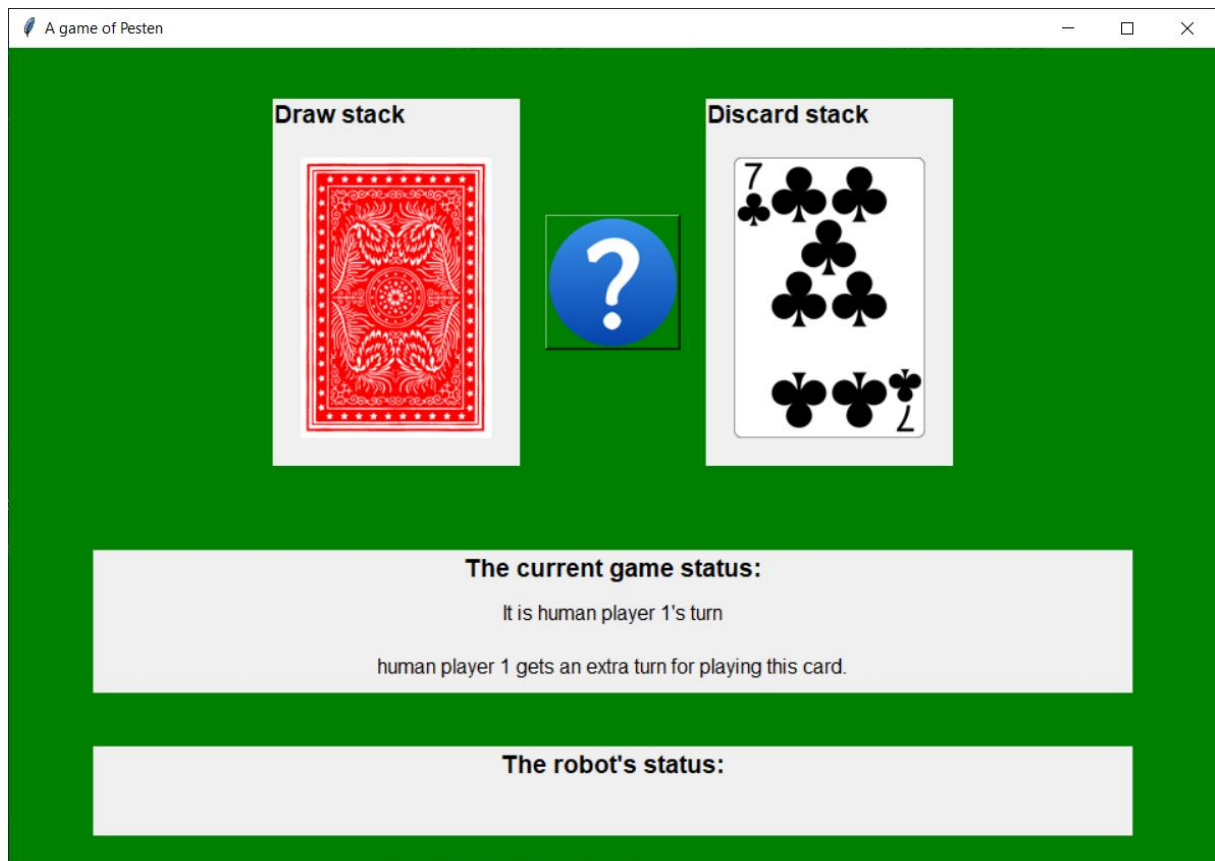 A game of Pesten
Draw stack
Discard stack
7
?
7
The current game status:
It is human player 1's turn
human player 1 gets an extra turn for playing this card.
The robot's status: